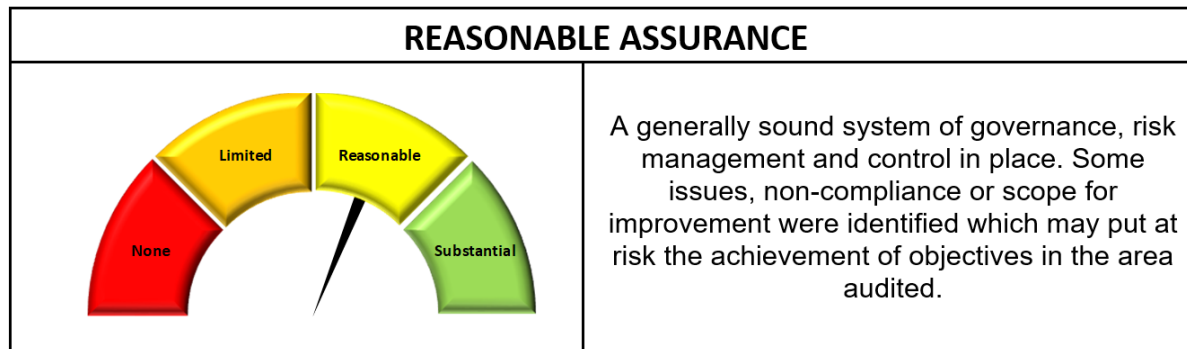 REASONABLE ASSURANCE
Limited
Reasonable
None
Substantial
A generally sound system of governance, risk
management and control in place. Some
issues, non-compliance or scope for
improvement were identified which may put at
risk the achievement of objectives in the area
audited.